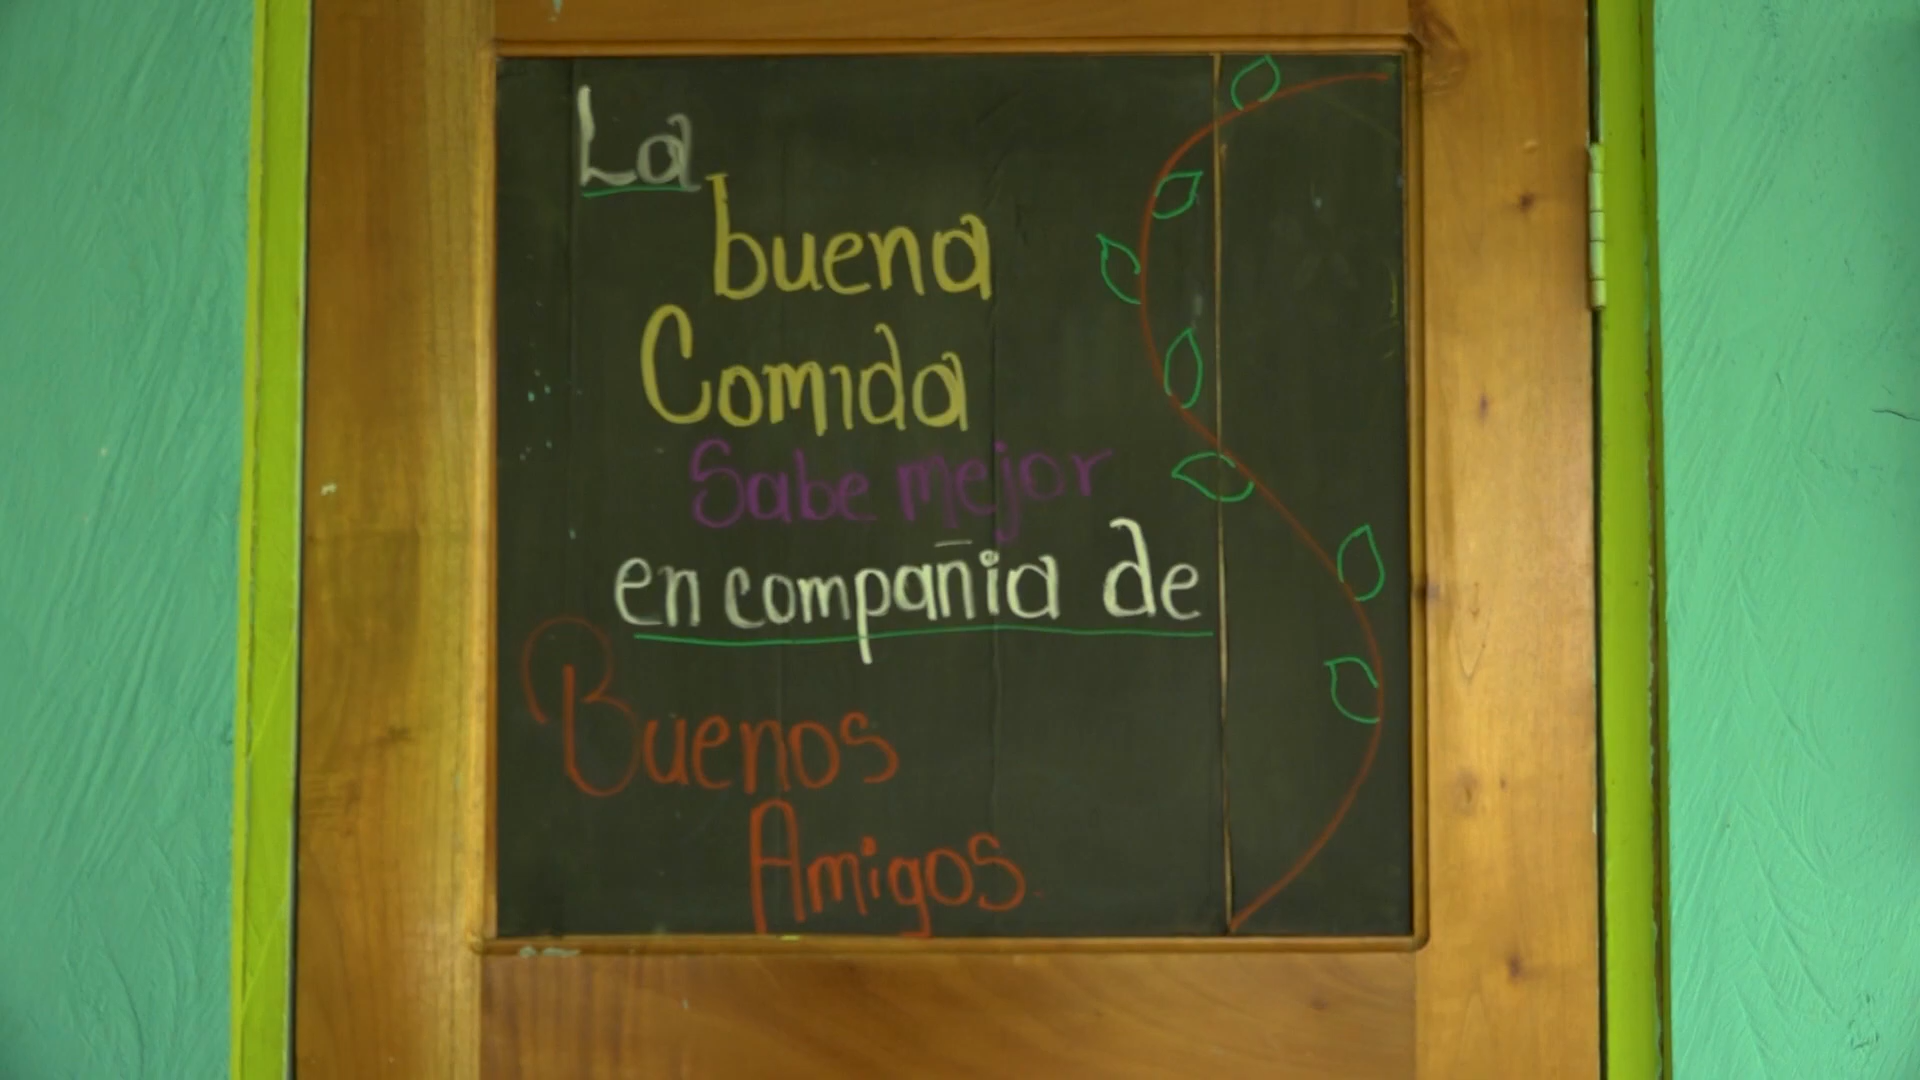 La
buena
Comida
Sabe mejor
en compañia de
Buenos
Amigos.